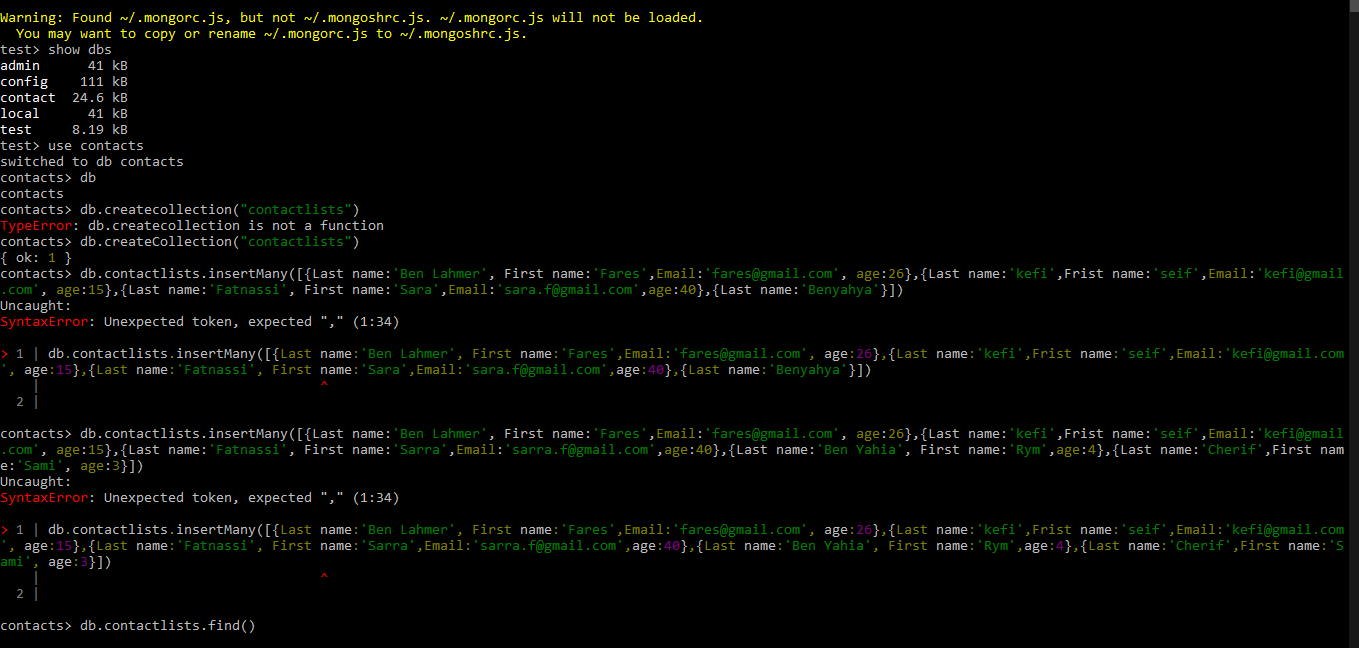 Warning: Found ~/.mongorc.js, but not ~/.mongoshrc.js. ~/.mongorc.js will not be loaded.
  You may want to copy or rename ~/.mongorc.js to ~/.mongoshrc.js.
test> show dbs
admin      41 kB
config    111 kB
contact  24.6 kB
local      41 kB
test     8.19 kB
test> use contacts
switched to db contacts
contacts> db
contacts
contacts> db.createcollection("contactlists")
TypeError: db.createcollection is not a function
contacts> db.createCollection("contactlists")
{ ok: 1 }
contacts> db.contactlists.insertMany([{Last name:'Ben Lahmer', First name:'Fares',Email:'fares@gmail.com', age:26},{Last name:'kefi',Frist name:'seif',Email:'kefi@gmail
.com', age:15},{Last name:'Fatnassi', First name:'Sara',Email:'sara.f@gmail.com',age:40},{Last name:'Benyahya'}])
Uncaught:
SyntaxError: Unexpected token, expected "," (1:34)
> 1 | db.contactlists.insertMany([{Last name:'Ben Lahmer', First name:'Fares',Email:'fares@gmail.com', age:26},{Last name:'kefi',Frist name:'seif',Email:'kefi@gmail.com
', age:15},{Last name:'Fatnassi', First name:'Sara',Email:'sara.f@gmail.com',age:40},{Last name:'Benyahya'}])
    |                                   ^
  2 |
contacts> db.contactlists.insertMany([{Last name:'Ben Lahmer', First name:'Fares',Email:'fares@gmail.com', age:26},{Last name:'kefi',Frist name:'seif',Email:'kefi@gmail
.com', age:15},{Last name:'Fatnassi', First name:'Sarra',Email:'sarra.f@gmail.com',age:40},{Last name:'Ben Yahia', First name:'Rym',age:4},{Last name:'Cherif',First nam
e:'Sami', age:3}])
Uncaught:
SyntaxError: Unexpected token, expected "," (1:34)
> 1 | db.contactlists.insertMany([{Last name:'Ben Lahmer', First name:'Fares',Email:'fares@gmail.com', age:26},{Last name:'kefi',Frist name:'seif',Email:'kefi@gmail.com
', age:15},{Last name:'Fatnassi', First name:'Sarra',Email:'sarra.f@gmail.com',age:40},{Last name:'Ben Yahia', First name:'Rym',age:4},{Last name:'Cherif',First name:'S
ami', age:3}])
    |                                   ^
  2 |
contacts> db.contactlists.find()